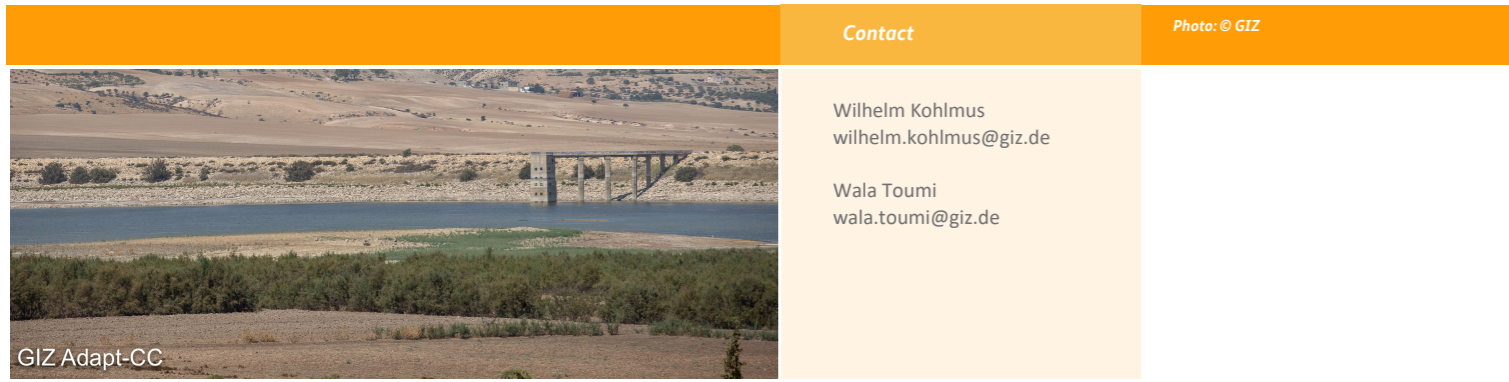 Contact
Photo: © GIZ
Wilhelm Kohlmus
wilhelm.kohlmus@giz.de
Wala Toumi
wala.toumi@giz.de
GIZ Adapt-CC